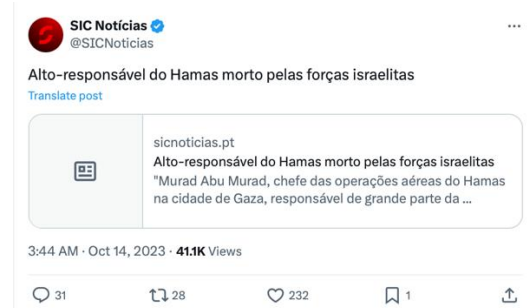 SIC Notícias
@SICNoticias
Alto-responsável do Hamas morto pelas forças israelitas
Translate post
sicnoticias.pt
Alto-responsável do Hamas morto pelas forças israelitas
"Murad Abu Murad, chefe das operações aéreas do Hamas
na cidade de Gaza, responsável de grande parte da ...
3:44 AM · Oct 14, 2023 · 41.1K Views
31 28 232 1